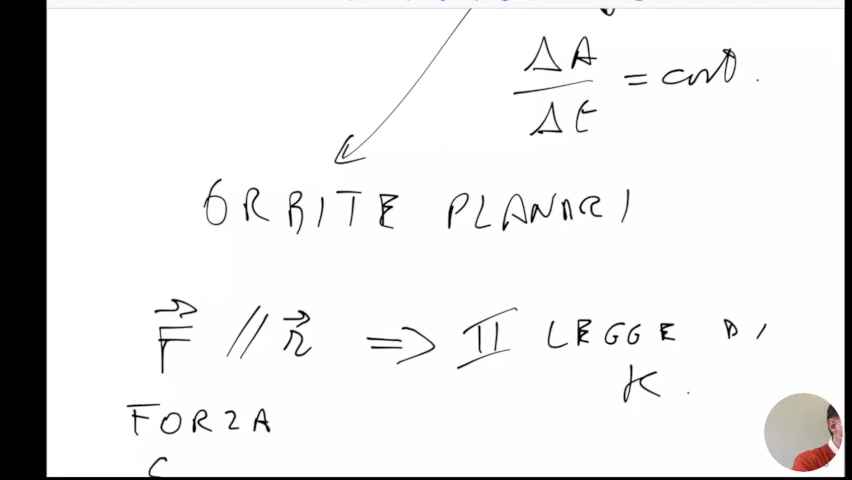 ΔA
—— = cost.
Δt
ORBITE PLANARI
F⃗ // r⃗ => II LEGGE DI
K.
FORZA
C